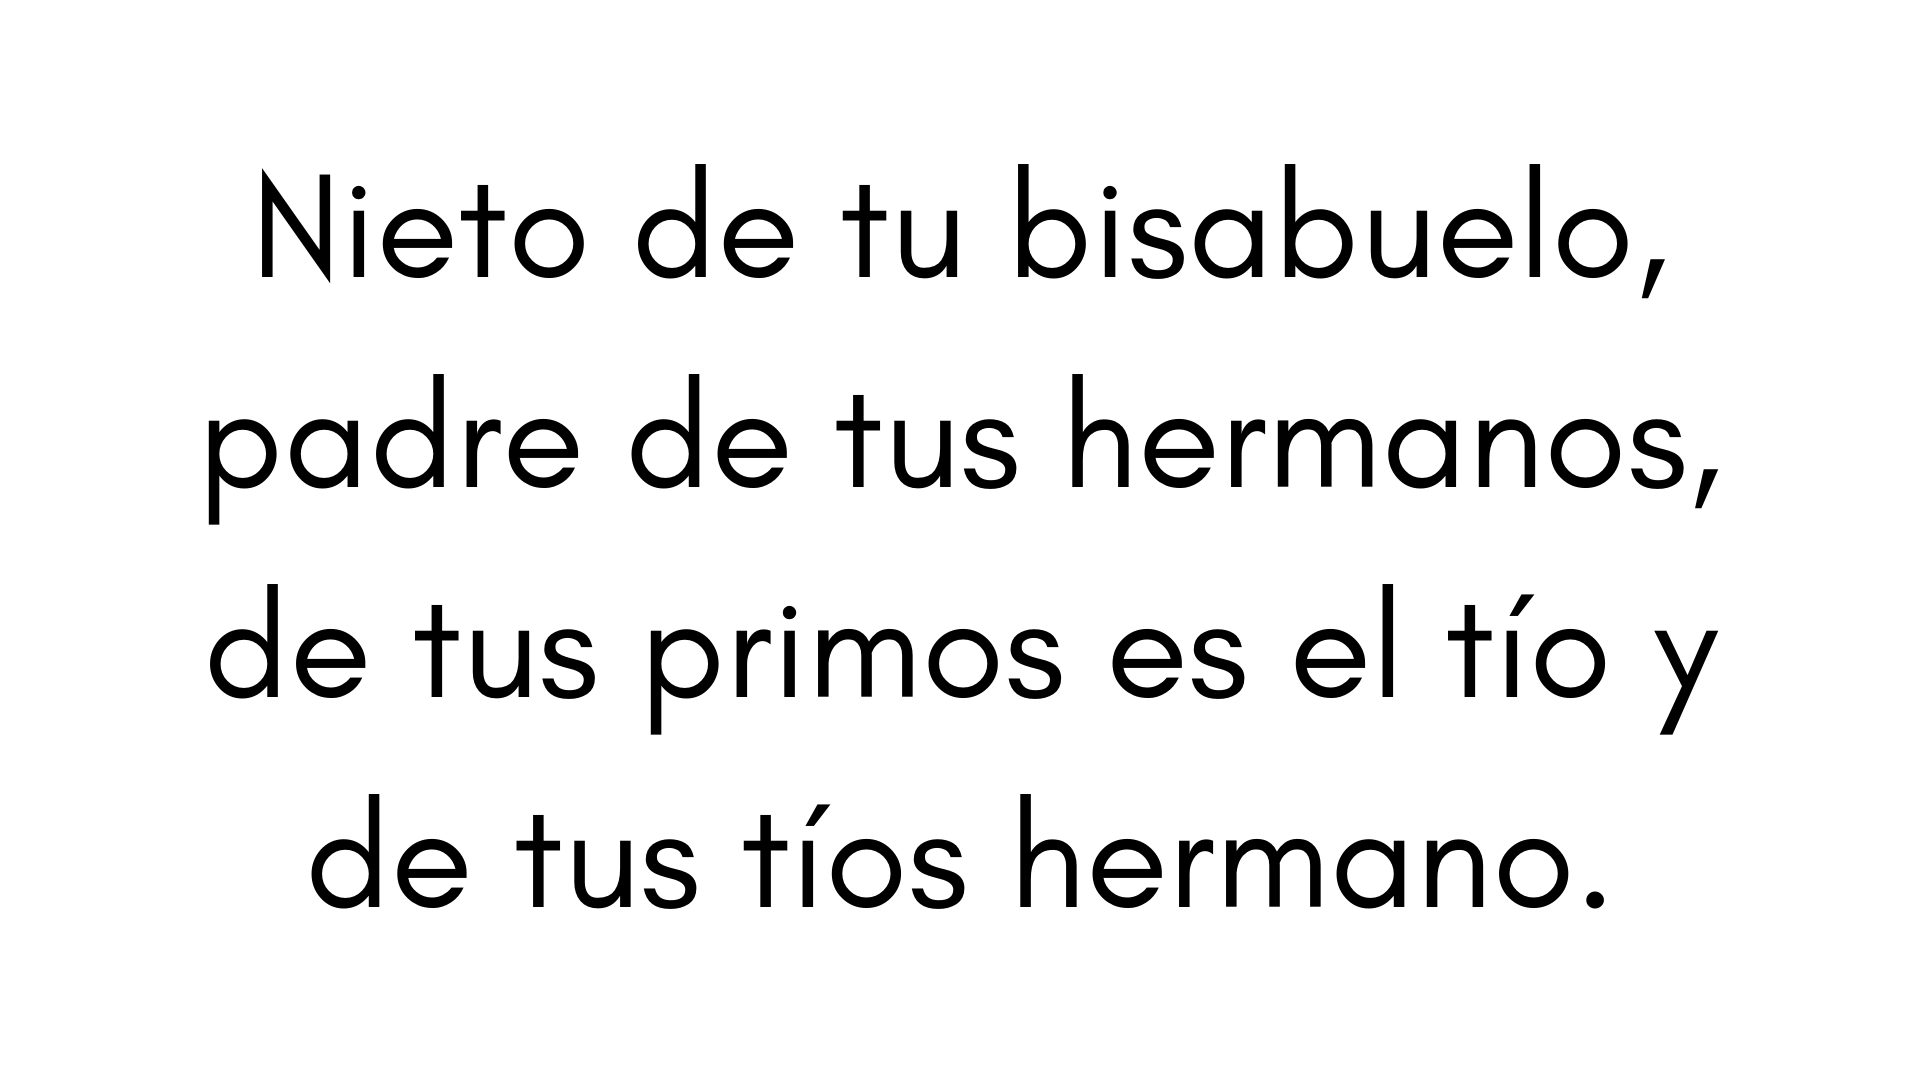 Nieto de tu bisabuelo,
padre de tus hermanos,
de tus primos es el tío y
de tus tíos hermano.